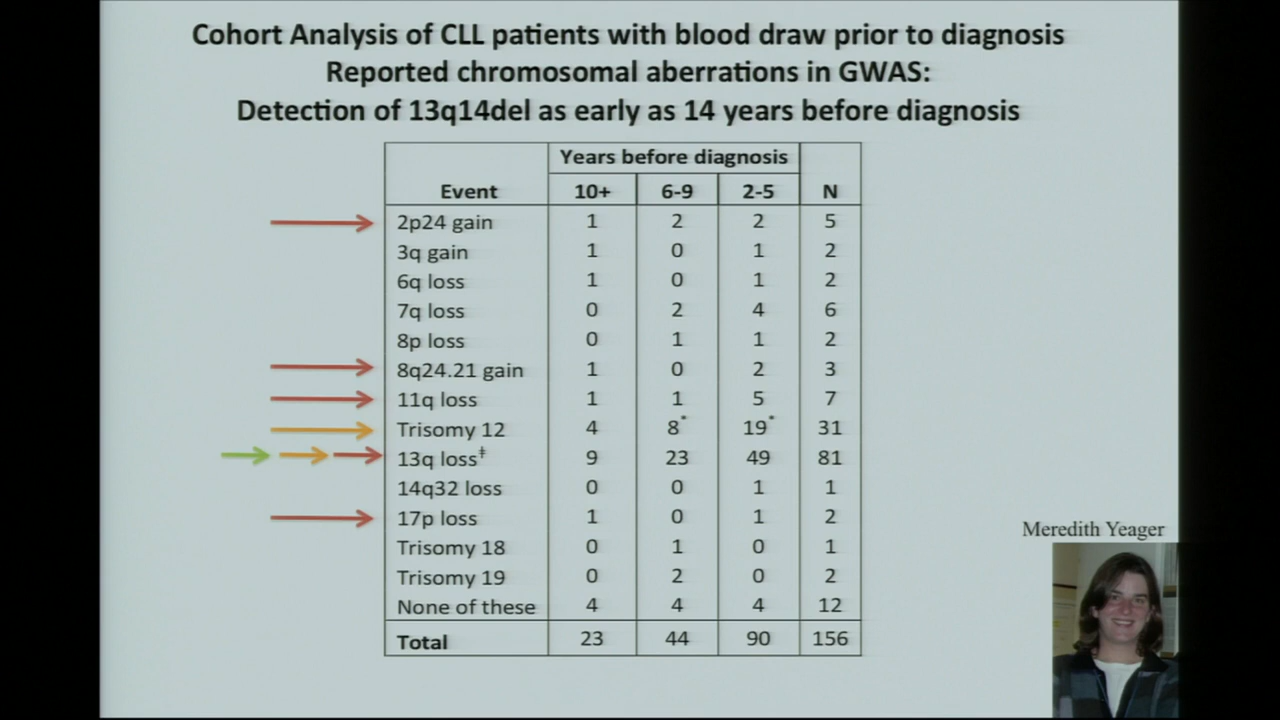 Cohort Analysis of CLL patients with blood draw prior to diagnosis
Reported chromosomal aberrations in GWAS:
Detection of 13q14del as early as 14 years before diagnosis
Years before diagnosis
Event 10+ 6-9 2-5 N
2p24 gain 1 2 2 5
3q gain 1 0 1 2
6q loss 1 0 1 2
7q loss 0 2 4 6
8p loss 0 1 1 2
8q24.21 gain 1 0 2 3
11q loss 1 1 5 7
Trisomy 12 4 8* 19* 31
13q loss‡ 9 23 49 81
14q32 loss 0 0 1 1
17p loss 1 0 1 2
Trisomy 18 0 1 0 1
Trisomy 19 0 2 0 2
None of these 4 4 4 12
Total 23 44 90 156
Meredith Yeager